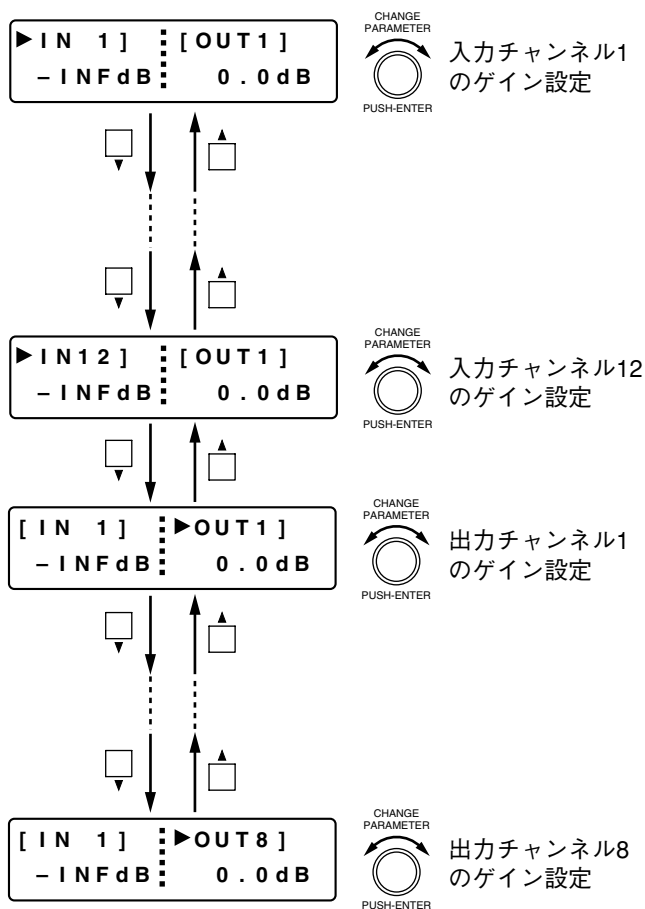 ▶IN 1] [OUT1]
-INFdB 0.0dB
CHANGE
PARAMETER
PUSH-ENTER
入力チャンネル1
のゲイン設定
▶IN12] [OUT1]
-INFdB 0.0dB
CHANGE
PARAMETER
PUSH-ENTER
入力チャンネル12
のゲイン設定
[IN 1] ▶OUT1]
-INFdB 0.0dB
CHANGE
PARAMETER
PUSH-ENTER
出力チャンネル1
のゲイン設定
[IN 1] ▶OUT8]
-INFdB 0.0dB
CHANGE
PARAMETER
PUSH-ENTER
出力チャンネル8
のゲイン設定